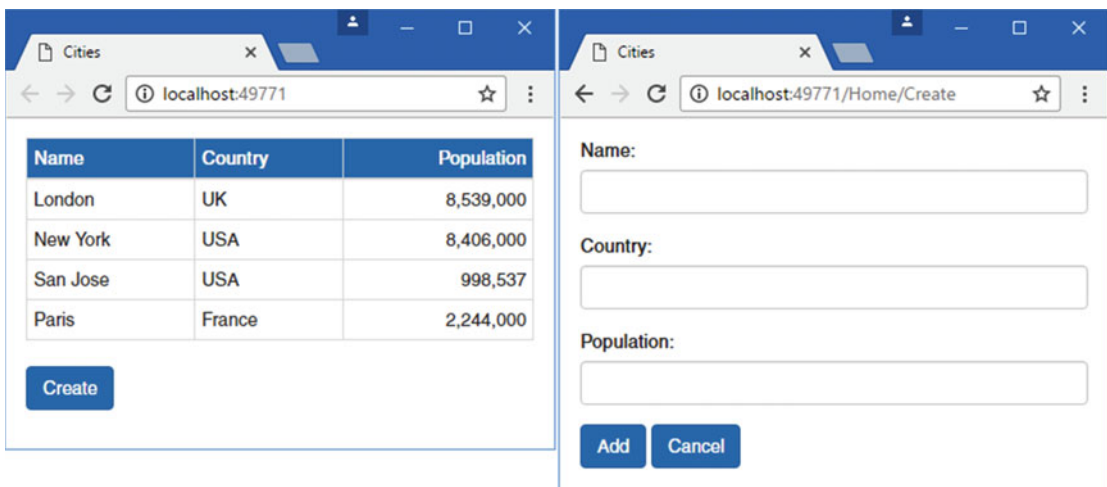 Cities
localhost:49771
Name Country Population
London UK 8,539,000
New York USA 8,406,000
San Jose USA 998,537
Paris France 2,244,000
Create
Cities
localhost:49771/Home/Create
Name:
Country:
Population:
Add Cancel